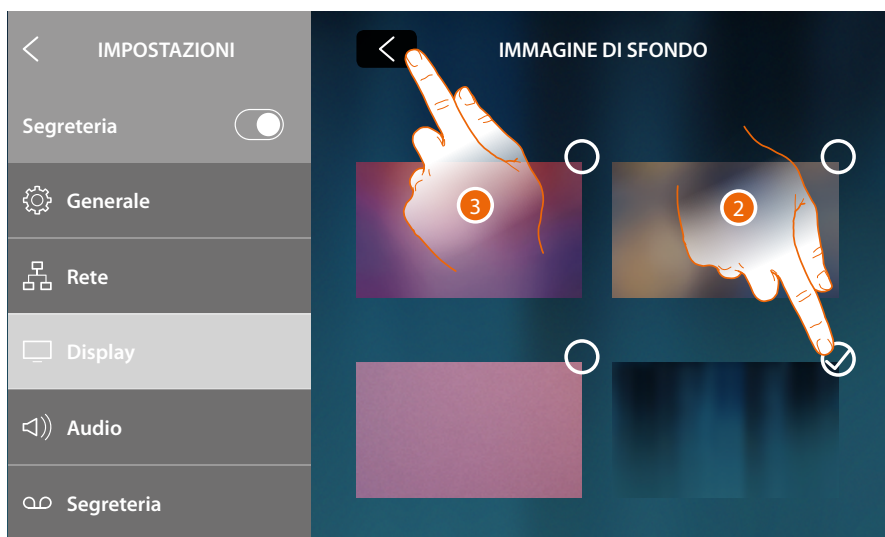 IMPOSTAZIONI
Segreteria
Generale
Rete
Display
Audio
Segreteria
IMMAGINE DI SFONDO
3
2